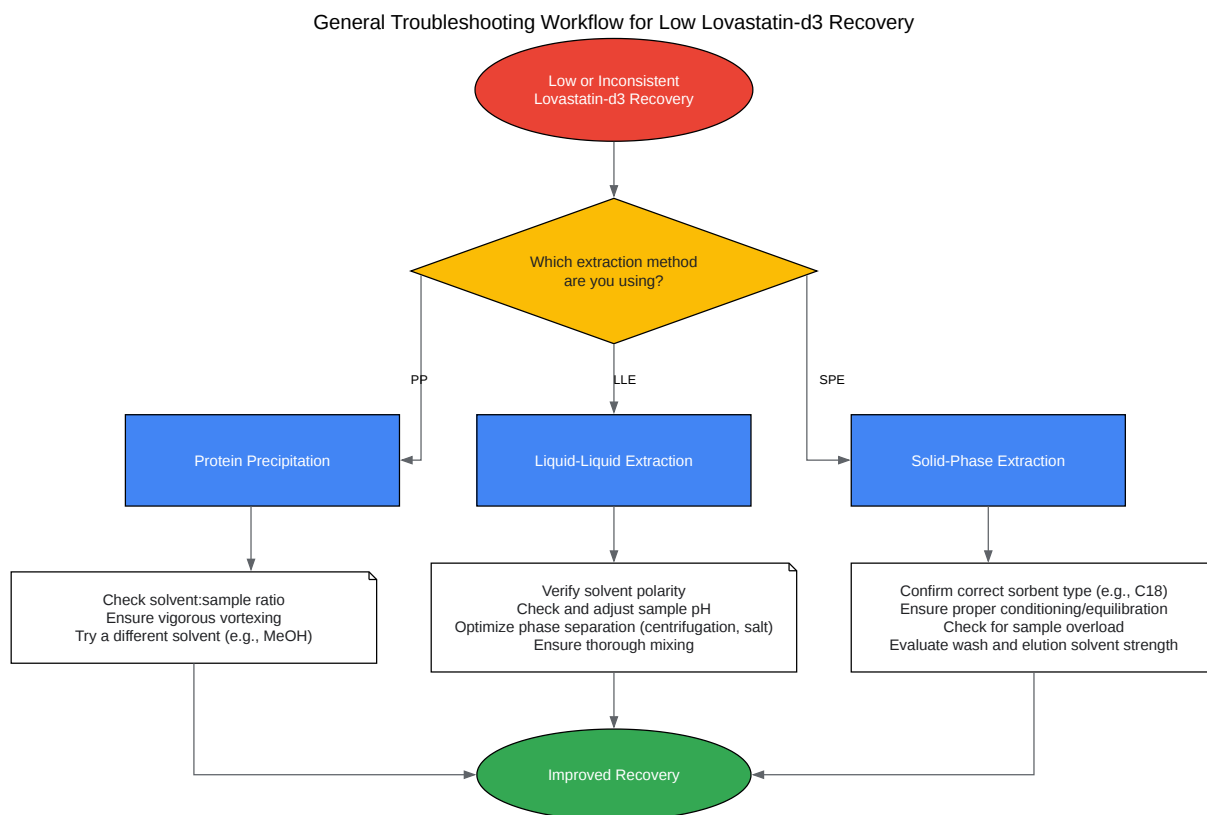 General Troubleshooting Workflow for Low Lovastatin-d3 Recovery
Low or Inconsistent
Lovastatin-d3 Recovery
Which extraction method
are you using?
PP
LLE
SPE
Protein Precipitation
Liquid-Liquid Extraction
Solid-Phase Extraction
Check solvent:sample ratio
Ensure vigorous vortexing
Try a different solvent (e.g., MeOH)
Verify solvent polarity
Check and adjust sample pH
Optimize phase separation (centrifugation, salt)
Ensure thorough mixing
Confirm correct sorbent type (e.g., C18)
Ensure proper conditioning/equilibration
Check for sample overload
Evaluate wash and elution solvent strength
Improved Recovery